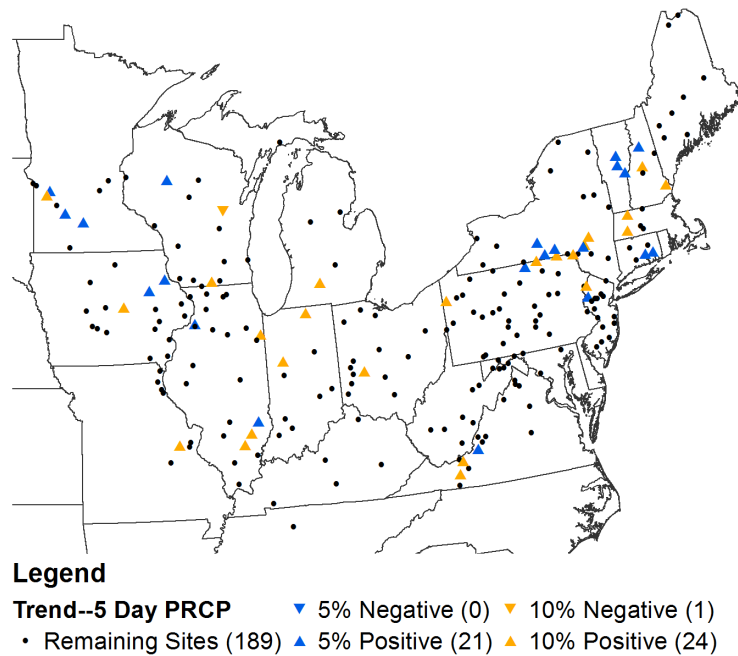 Legend
Trend--5 Day PRCP ▼ 5% Negative (0) ▼ 10% Negative (1)
• Remaining Sites (189) ▲ 5% Positive (21) ▲ 10% Positive (24)